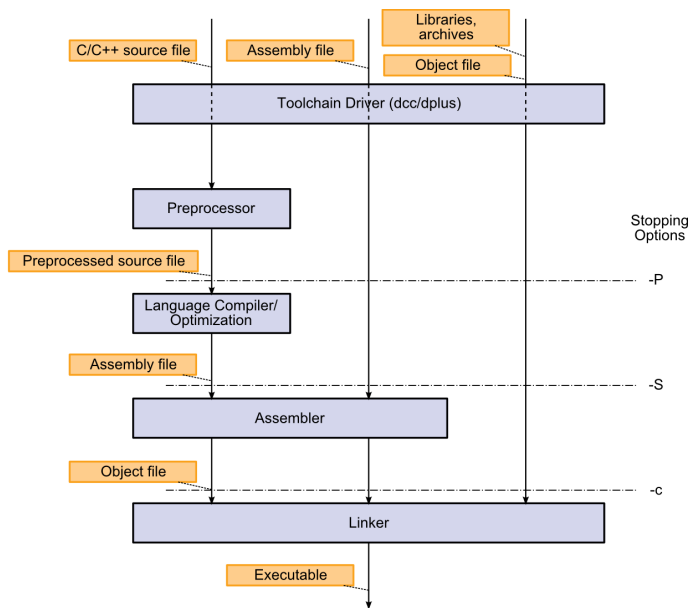 Libraries,
archives
C/C++ source file
Assembly file
Object file
Toolchain Driver (dcc/dplus)
Preprocessor
Stopping
Options
Preprocessed source file
-P
Language Compiler/
Optimization
Assembly file
-S
Assembler
Object file
-c
Linker
Executable